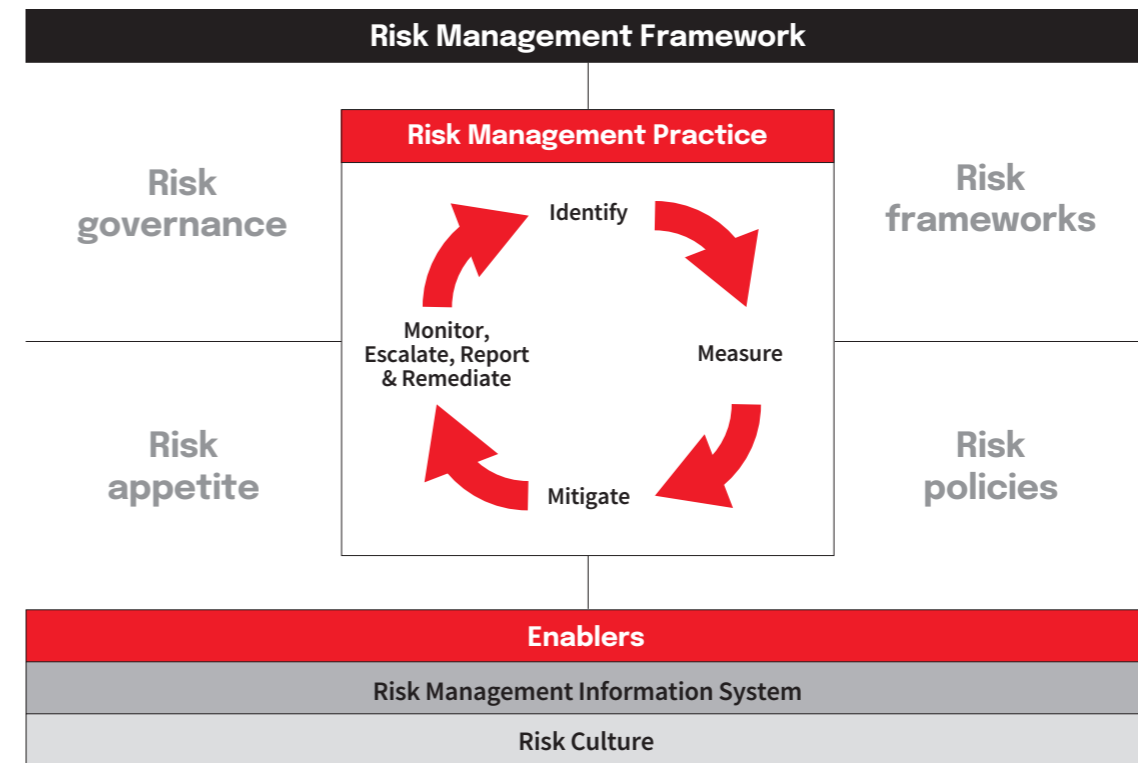 Risk Management Framework
Risk
governance
Risk Management Practice
Risk
frameworks
Identify
Monitor,
Escalate, Report
& Remediate
Measure
Risk
appetite
Mitigate
Risk
policies
Enablers
Risk Management Information System
Risk Culture